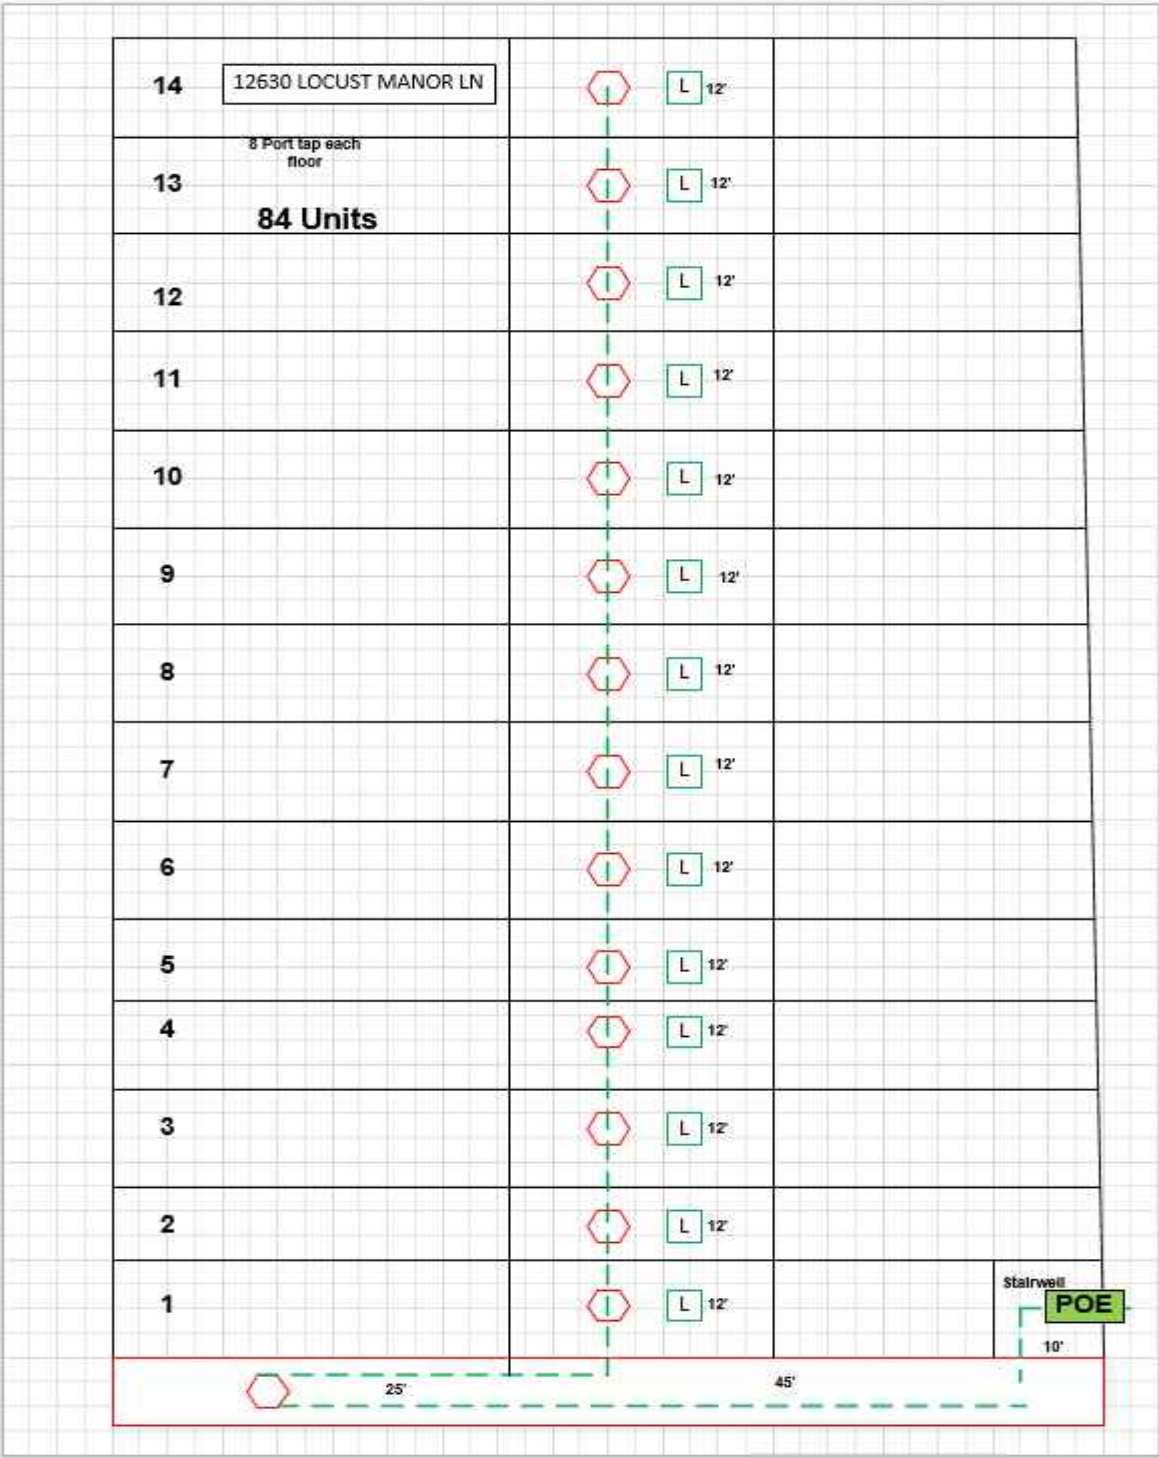 14 12630 LOCUST MANOR LN L 12'
8 Port tap each
floor
13 L 12'
84 Units
12 L 12'
11 L 12'
10 L 12'
9 L 12'
8 L 12'
7 L 12'
6 L 12'
5 L 12'
4 L 12'
3 L 12'
2 L 12'
Stairwell
1 L 12' POE
10'
25' 45'